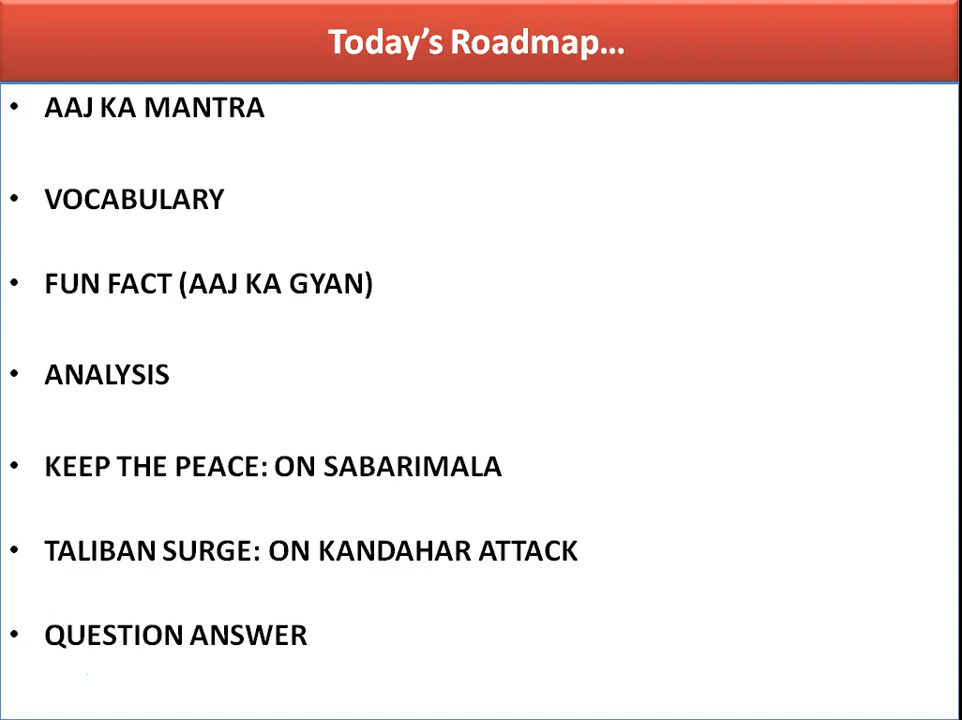 Today’s Roadmap…
• AAJ KA MANTRA
• VOCABULARY
• FUN FACT (AAJ KA GYAN)
• ANALYSIS
• KEEP THE PEACE: ON SABARIMALA
• TALIBAN SURGE: ON KANDAHAR ATTACK
• QUESTION ANSWER